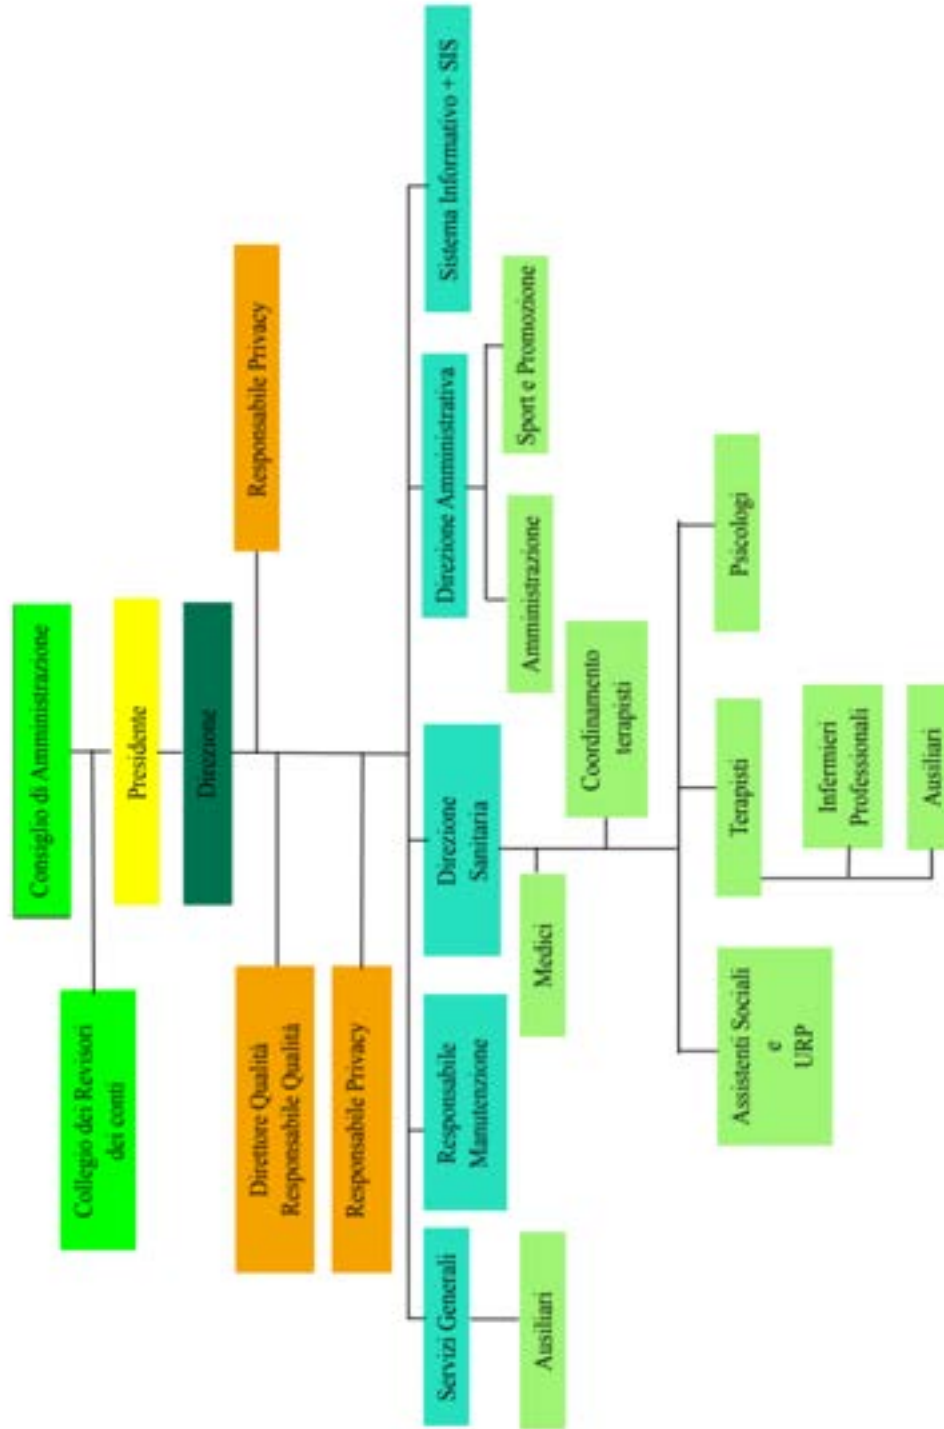 Consiglio di Amministrazione
Collegio dei Revisori
dei conti
Presidente
Direzione
Responsabile Privacy
Direttore Qualità
Responsabile Qualità
Responsabile Privacy
Servizi Generali
Responsabile
Manutenzione
Direzione
Sanitaria
Direzione Amministrativa
Sistema Informativo + SIS
Ausiliari
Medici
Amministrazione
Sport e Promozione
Coordinamento
terapisti
Assistenti Sociali
e
URP
Terapisti
Psicologi
Infermieri
Professionali
Ausiliari